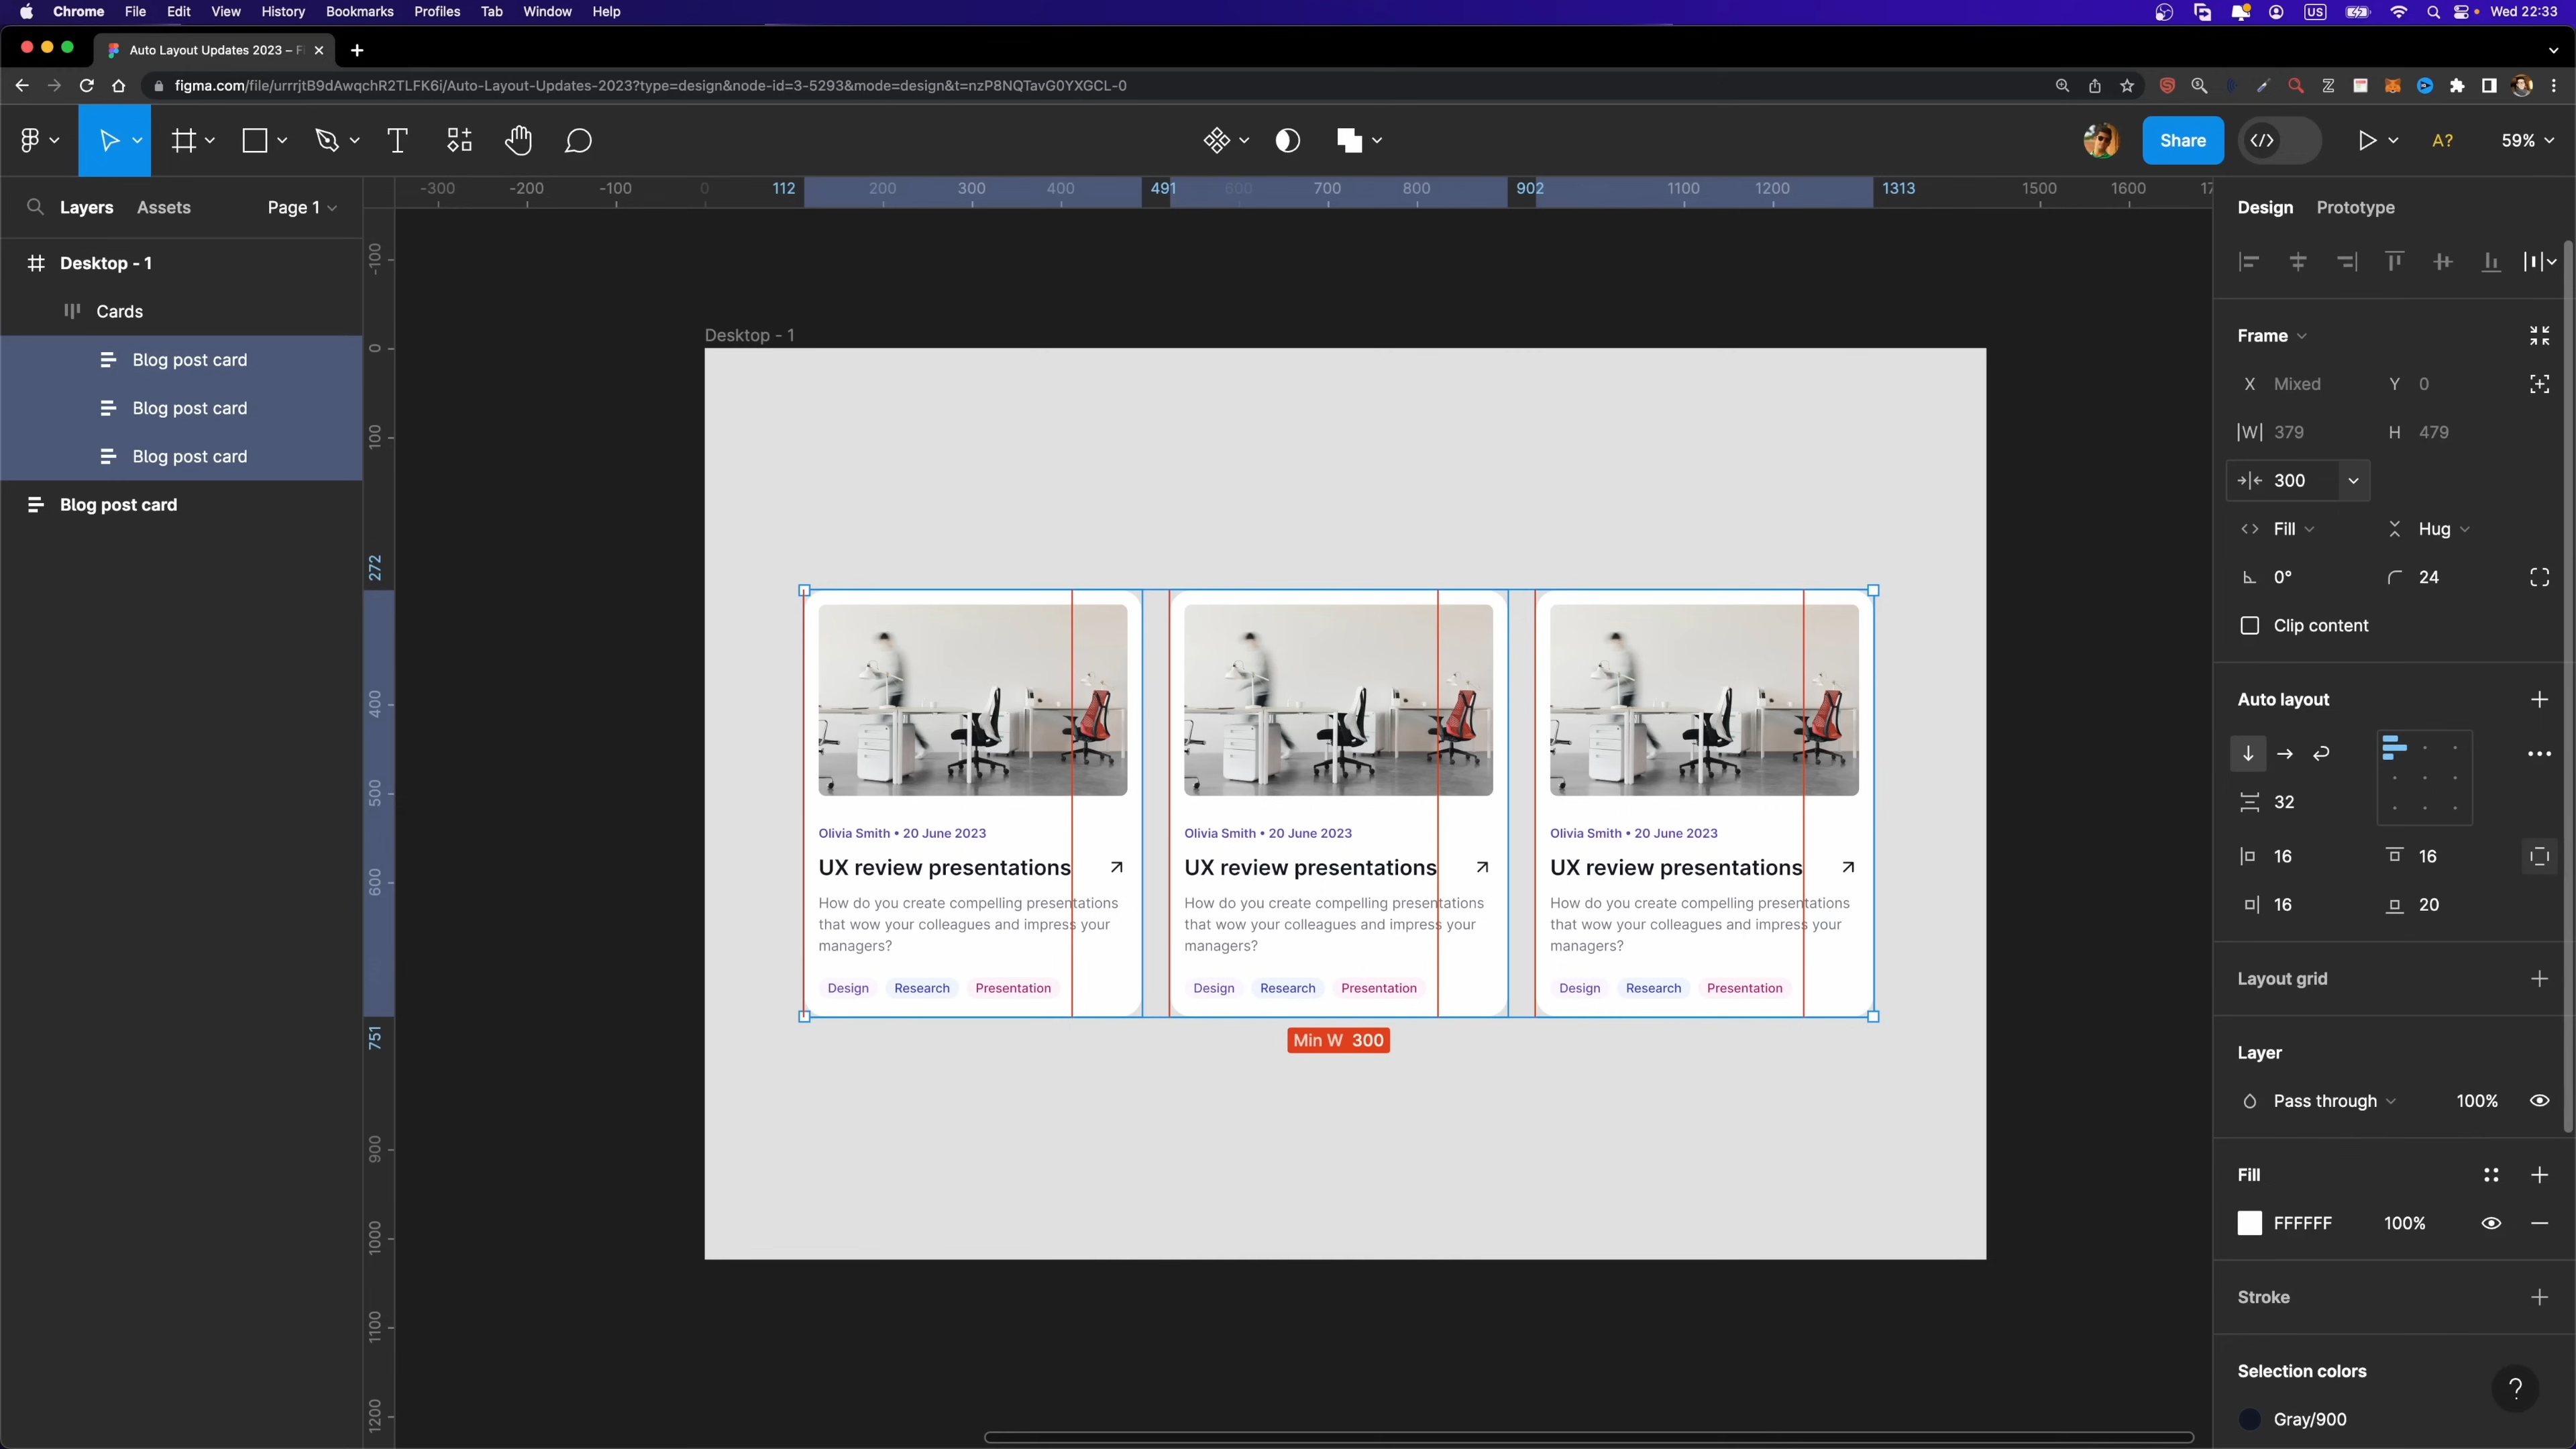 Chrome File Edit View History Bookmarks Profiles Tab Window Help
US
Wed 22:33
Auto Layout Updates 2023 – Fi
figma.com/file/urrrjtB9dAwqchR2TLFK6i/Auto-Layout-Updates-2023?type=design&node-id=3-5293&mode=design&t=nzP8NQTavG0YXGCL-0
Share
A?
59%
Layers
Assets
Page 1
Desktop - 1
Cards
Blog post card
Blog post card
Blog post card
Blog post card
-300 -200 -100 0 112 200 300 400 491 600 700 800 902 1100 1200 1313 1500 1600
-100
0
100
272
400
500
600
751
900
1000
1100
1200
Desktop - 1
Olivia Smith • 20 June 2023
UX review presentations
How do you create compelling presentations
that wow your colleagues and impress your
managers?
Design Research Presentation
Olivia Smith • 20 June 2023
UX review presentations
How do you create compelling presentations
that wow your colleagues and impress your
managers?
Design Research Presentation
Olivia Smith • 20 June 2023
UX review presentations
How do you create compelling presentations
that wow your colleagues and impress your
managers?
Design Research Presentation
Min W 300
Design Prototype
Frame
X Mixed Y 0
W 379 H 479
300
Fill Hug
0° 24
Clip content
Auto layout
32
16 16
16 20
Layout grid
Layer
Pass through 100%
Fill
FFFFFF 100%
Stroke
Selection colors
Gray/900
?